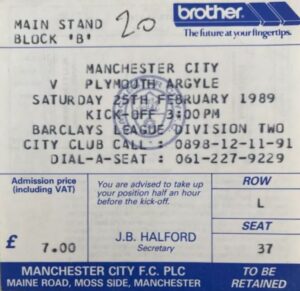 MAIN STAND
BLOCK 'B'
20
brother
The future at your fingertips.
MANCHESTER CITY
V PLYMOUTH ARGYLE
SATURDAY 25TH FEBRUARY 1989
KICK-OFF 3:00PM
BARCLAYS LEAGUE DIVISION TWO
CITY CLUB CALL : 0898-12-11-91
DIAL-A-SEAT : 061-227-9229
Admission price
(including VAT)
£ 7.00
You are advised to take up
your position half an hour
before the kick-off.
J.B. HALFORD
Secretary
ROW
L
SEAT
37
MANCHESTER CITY F.C. PLC
MAINE ROAD, MOSS SIDE, MANCHESTER
TO BE
RETAINED